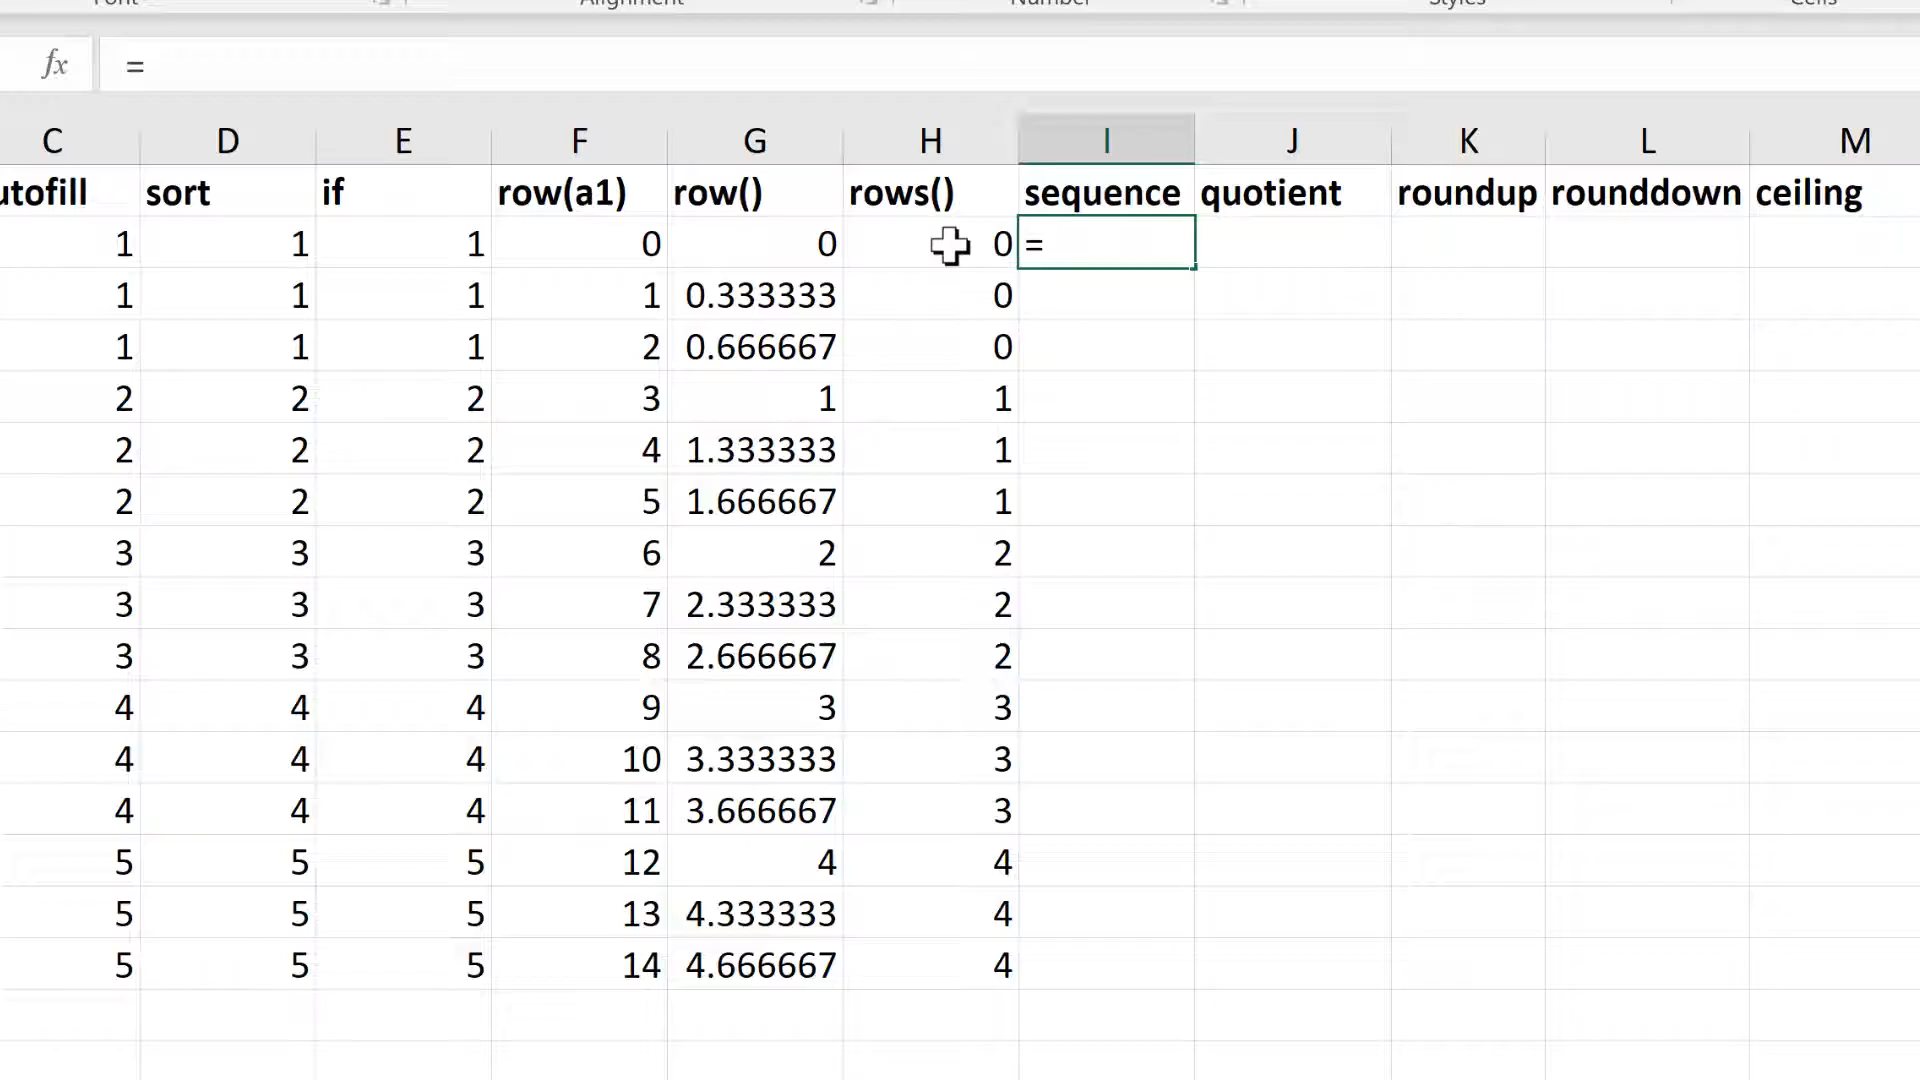 Font Alignment Number Styles Cells
fx =
C D E F G H I J K L M
utofill sort if row(a1) row() rows() sequence quotient roundup rounddown ceiling
1 1 1 0 0 0 =
1 1 1 1 0.333333 0
1 1 1 2 0.666667 0
2 2 2 3 1 1
2 2 2 4 1.333333 1
2 2 2 5 1.666667 1
3 3 3 6 2 2
3 3 3 7 2.333333 2
3 3 3 8 2.666667 2
4 4 4 9 3 3
4 4 4 10 3.333333 3
4 4 4 11 3.666667 3
5 5 5 12 4 4
5 5 5 13 4.333333 4
5 5 5 14 4.666667 4